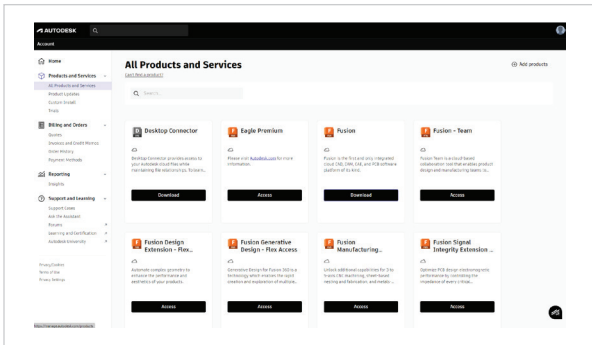 AUTODESK
Account
Home
Products and Services
All Products and Services
Product Updates
Custom Install
Trials
Billing and Orders
Quotes
Invoices and Credit Memos
Order History
Payment Methods
Reporting
Insights
Support and Learning
Support Cases
Ask the Assistant
Forums
Learning and Certification
Autodesk University
Privacy/Cookies
Terms of Use
Privacy Settings
All Products and Services
Can't find a product?
Add products
Search
Desktop Connector
Desktop Connector provides access to
your Autodesk cloud files while
maintaining file relationships. To learn...
Download
Eagle Premium
Please visit Autodesk.com for more
information.
Access
Fusion
Fusion is the first and only integrated
cloud CAD, CAM, CAE, and PCB software
platform of its kind.
Download
Fusion - Team
Fusion Team is a cloud-based
collaboration tool that enables product
design and manufacturing teams
Access
Fusion Design
Extension - Flex...
Automate complex geometry to
enhance the performance and
aesthetics of your products.
Access
Fusion Generative
Design - Flex Access
Generative Design for Fusion 360 is a
technology which enables the rapid
creation and exploration of multiple...
Access
Fusion
Manufacturing...
Unlock additional capabilities for 3 to
5-axis CNC machining, sheet-based
nesting and fabrication, and metals-...
Access
Fusion Signal
Integrity Extension ...
Optimize PCB design electromagnetic
performance by controlling the
impedance of every critical...
Access